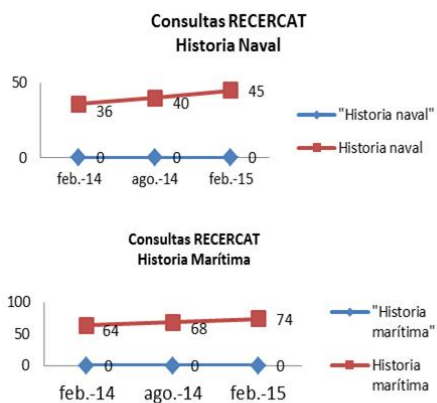 Consultas RECERCAT
Historia Naval
50
0
36
40
45
0
0
0
feb.-14
ago.-14
feb.-15
"Historia naval"
Historia naval
Consultas RECERCAT
Historia Marítima
100
50
0
64
68
74
0
0
0
feb.-14
ago.-14
feb.-15
"Historia
marítima"
Historia
marítima